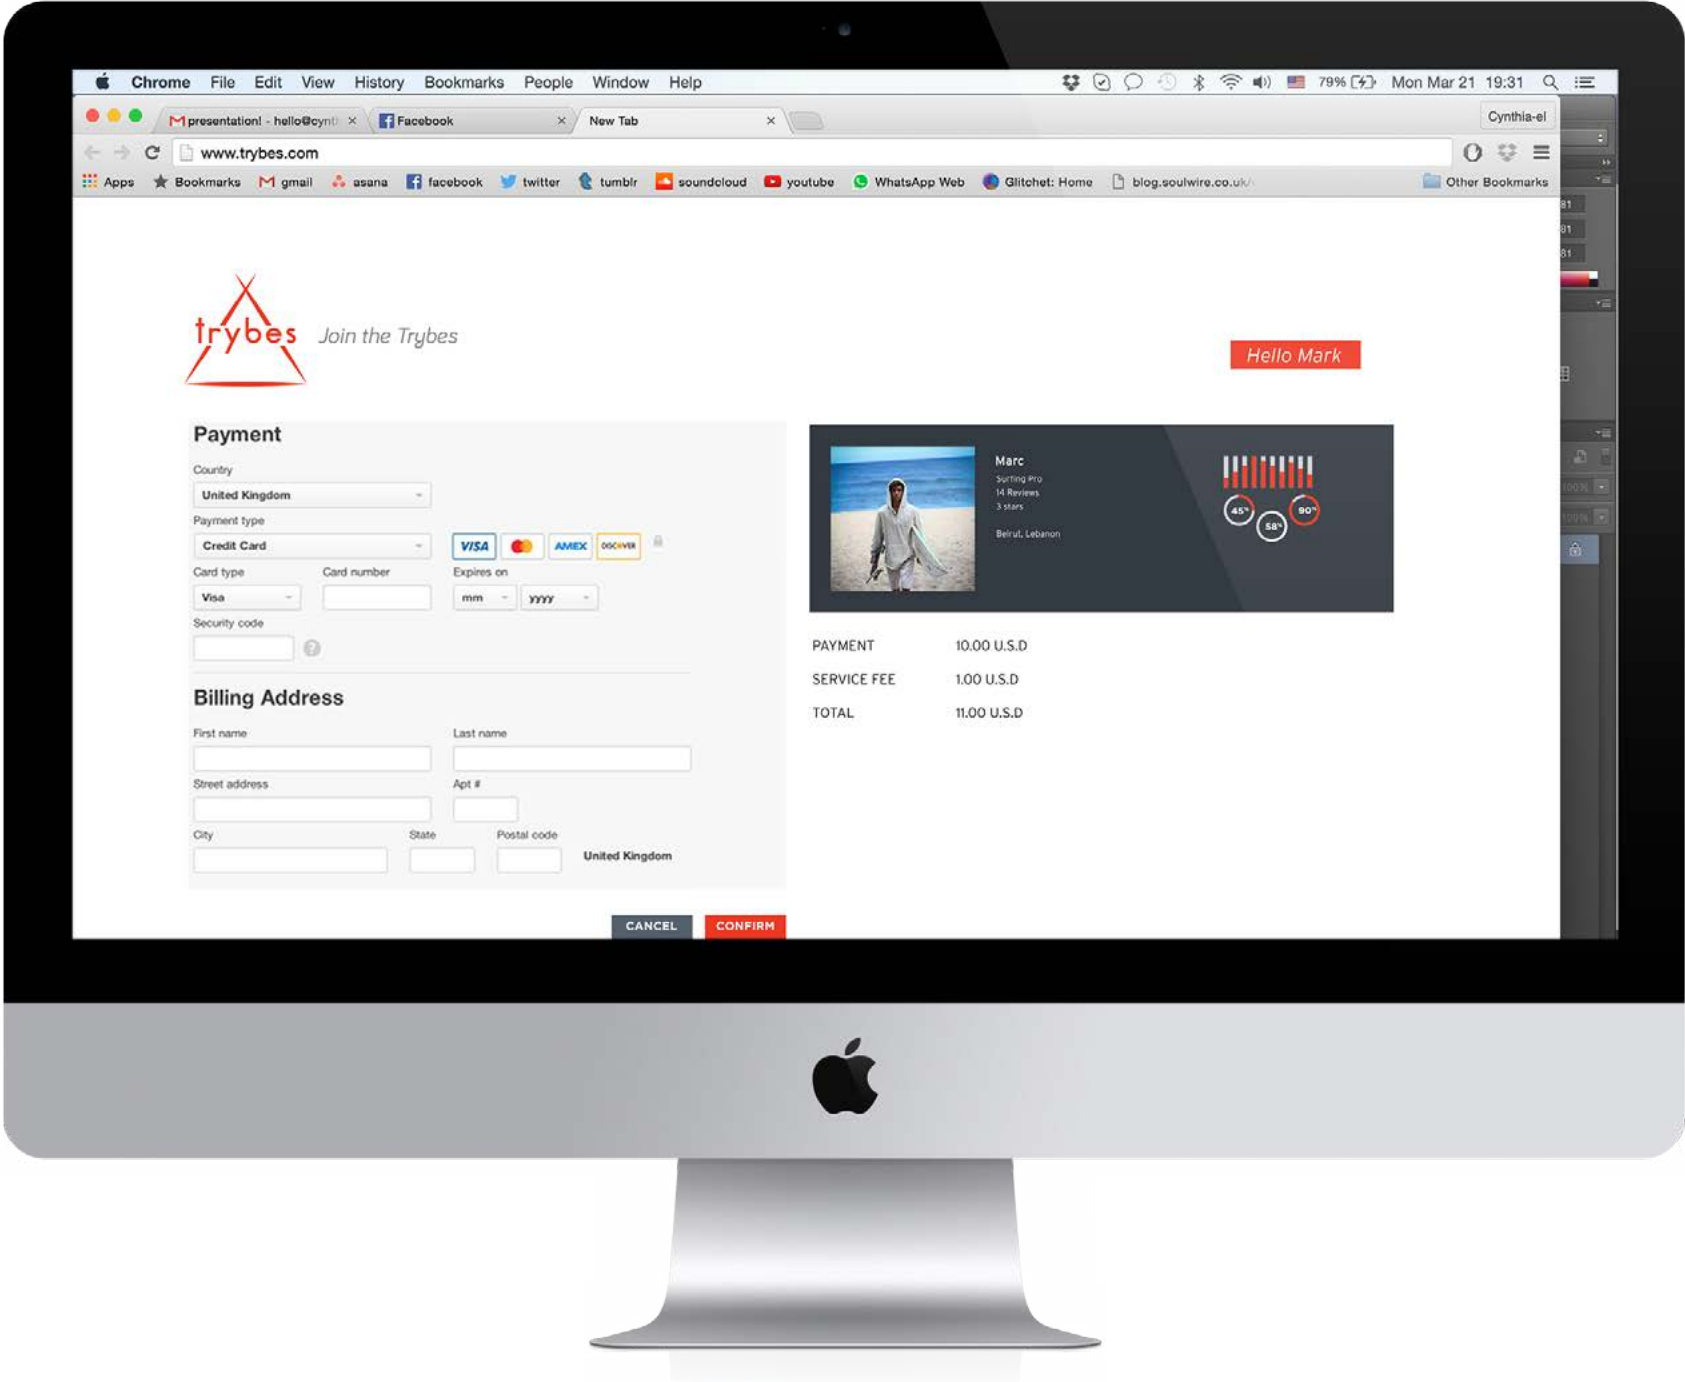 Chrome File Edit View History Bookmarks People Window Help 79% Mon Mar 21 19:31
presentation! - hello@cynt Facebook New Tab Cynthia-el
www.trybes.com
Apps Bookmarks gmail asana facebook twitter tumblr soundcloud youtube WhatsApp Web Glitchet: Home blog.soulwire.co.uk/ Other Bookmarks
81
81
81
trybes Join the Trybes
Hello Mark
Payment
Country
United Kingdom
Payment type
Credit Card VISA AMEX DISCOVER
Card type Card number Expires on
Visa mm yyyy
Security code
?
Billing Address
First name Last name
Street address Apt #
City State Postal code
United Kingdom
CANCEL CONFIRM
Marc
Surfing Pro
14 Reviews
3 stars
Beirut, Lebanon
45% 58% 90%
PAYMENT 10.00 U.S.D
SERVICE FEE 1.00 U.S.D
TOTAL 11.00 U.S.D
100%
100%